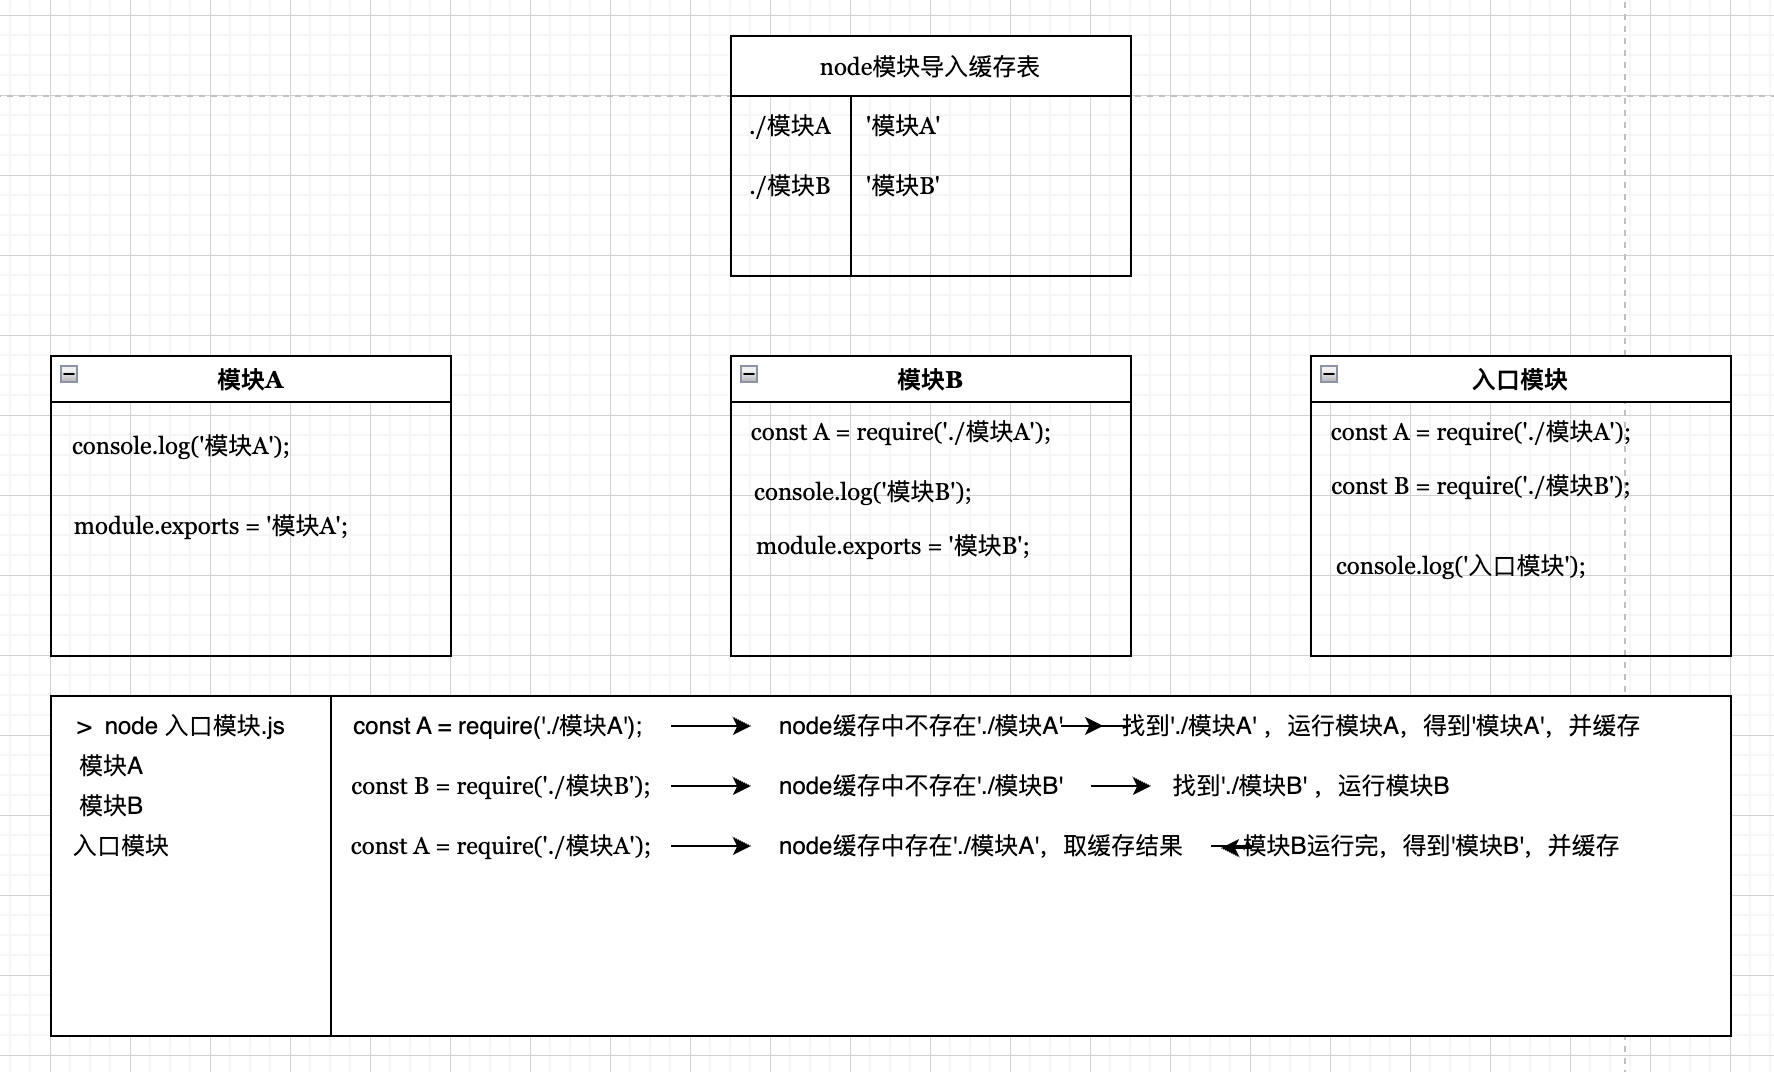 node模块导入缓存表
./模块A '模块A'
./模块B '模块B'
模块A
console.log('模块A');
module.exports = '模块A';
模块B
const A = require('./模块A');
console.log('模块B');
module.exports = '模块B';
入口模块
const A = require('./模块A');
const B = require('./模块B');
console.log('入口模块');
> node 入口模块.js
模块A
模块B
入口模块
const A = require('./模块A'); node缓存中不存在'./模块A' 找到'./模块A' ，运行模块A，得到'模块A'，并缓存
const B = require('./模块B'); node缓存中不存在'./模块B' 找到'./模块B' ，运行模块B
const A = require('./模块A'); node缓存中存在'./模块A'，取缓存结果 模块B运行完，得到'模块B'，并缓存